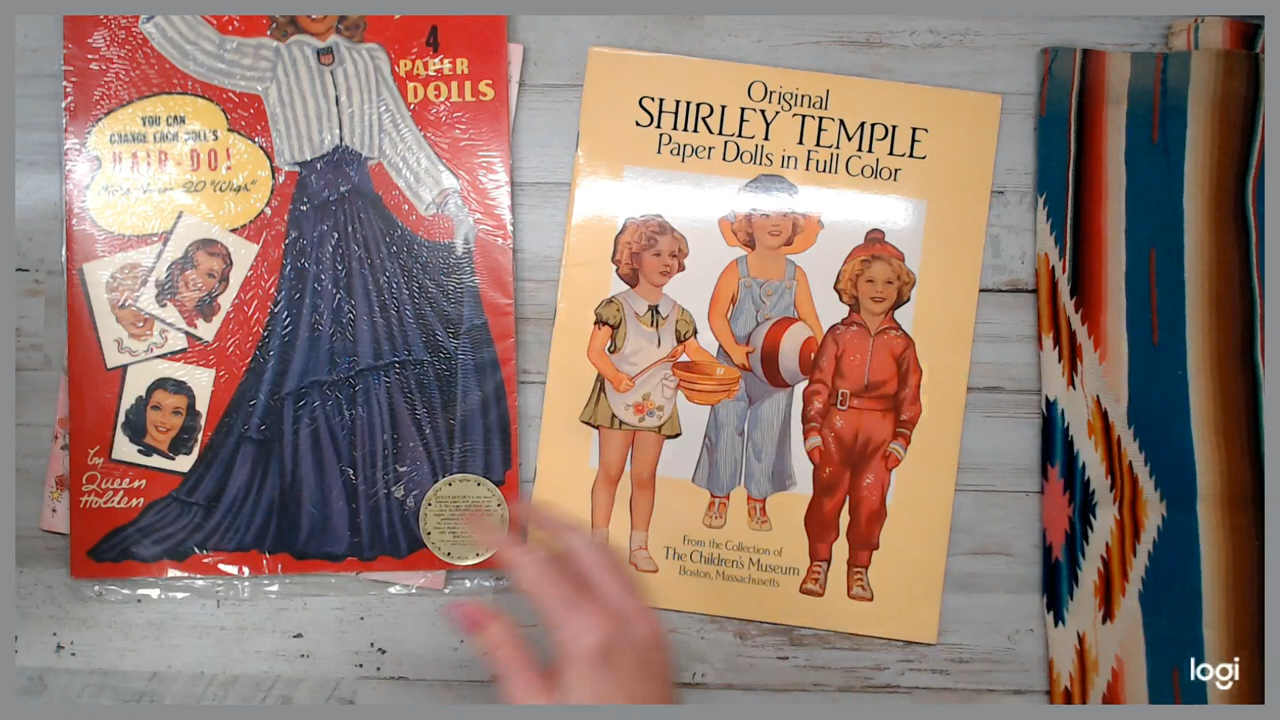 4
PAPER
DOLLS
YOU CAN
CHANGE EACH DOLL'S
HAIR-DO!
by
Queen
Holden
Original
SHIRLEY TEMPLE
Paper Dolls in Full Color
From the Collection of
The Children's Museum
Boston, Massachusetts
logi